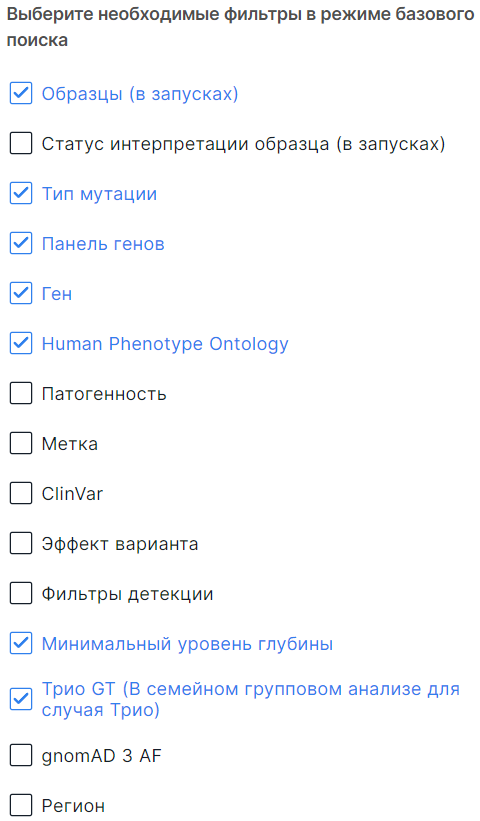 Выберите необходимые фильтры в режиме базового
поиска
Образцы (в запусках)
Статус интерпретации образца (в запусках)
Тип мутации
Панель генов
Ген
Human Phenotype Ontology
Патогенность
Метка
ClinVar
Эффект варианта
Фильтры детекции
Минимальный уровень глубины
Трио GT (В семейном групповом анализе для
случая Трио)
gnomAD 3 AF
Регион